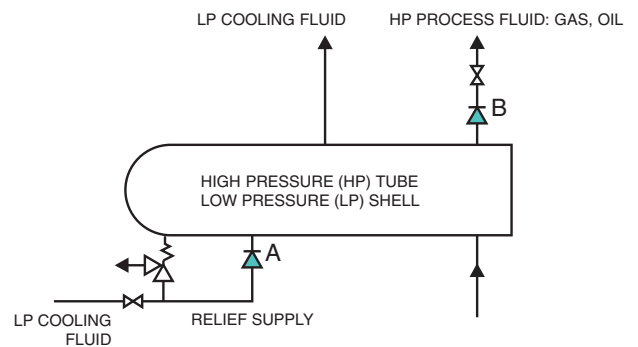 LP COOLING FLUID
HP PROCESS FLUID: GAS, OIL
B
HIGH PRESSURE (HP) TUBE
LOW PRESSURE (LP) SHELL
A
LP COOLING
FLUID
RELIEF SUPPLY